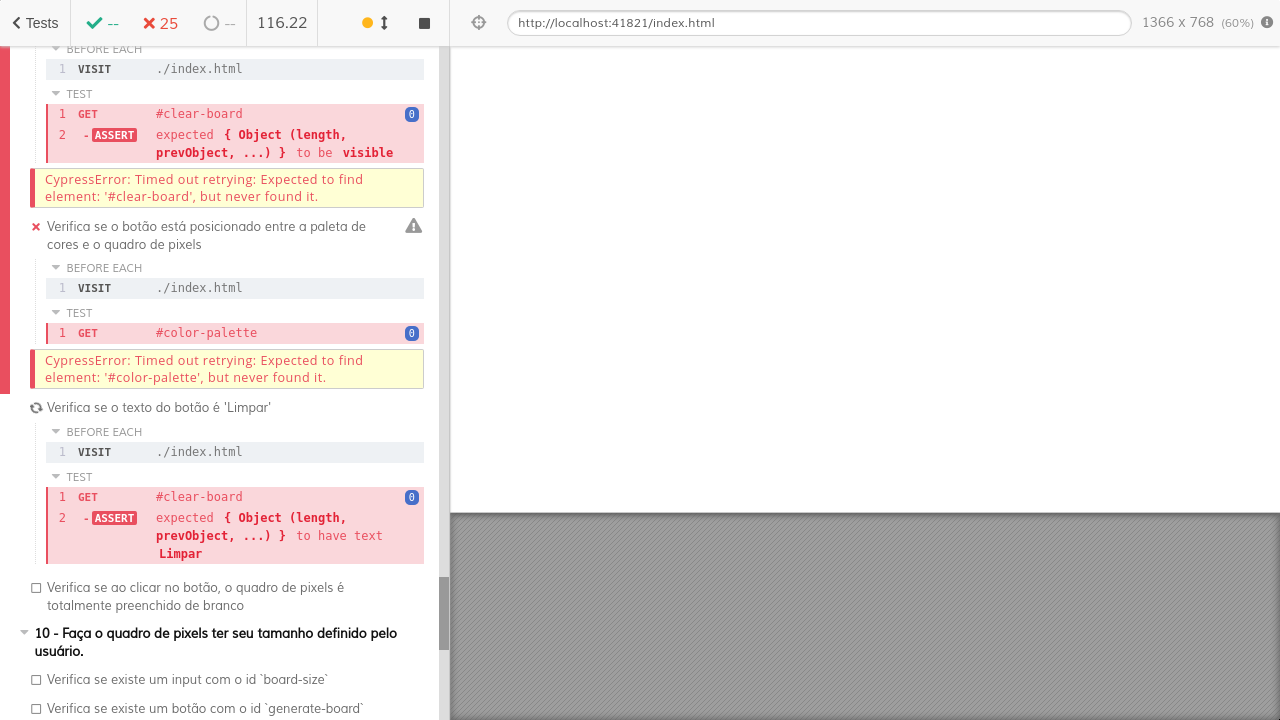 Tests
--
25
--
116.22
http://localhost:41821/index.html
1366 x 768 (60%)
BEFORE EACH
1 VISIT ./index.html
TEST
1 GET #clear-board 0
2 - ASSERT expected { Object (length,
prevObject, ...) } to be visible
CypressError: Timed out retrying: Expected to find
element: '#clear-board', but never found it.
Verifica se o botão está posicionado entre a paleta de
cores e o quadro de pixels
BEFORE EACH
1 VISIT ./index.html
TEST
1 GET #color-palette 0
CypressError: Timed out retrying: Expected to find
element: '#color-palette', but never found it.
Verifica se o texto do botão é 'Limpar'
BEFORE EACH
1 VISIT ./index.html
TEST
1 GET #clear-board 0
2 - ASSERT expected { Object (length,
prevObject, ...) } to have text
Limpar
Verifica se ao clicar no botão, o quadro de pixels é
totalmente preenchido de branco
10 - Faça o quadro de pixels ter seu tamanho definido pelo
usuário.
Verifica se existe um input com o id `board-size`
Verifica se existe um botão com o id `generate-board`